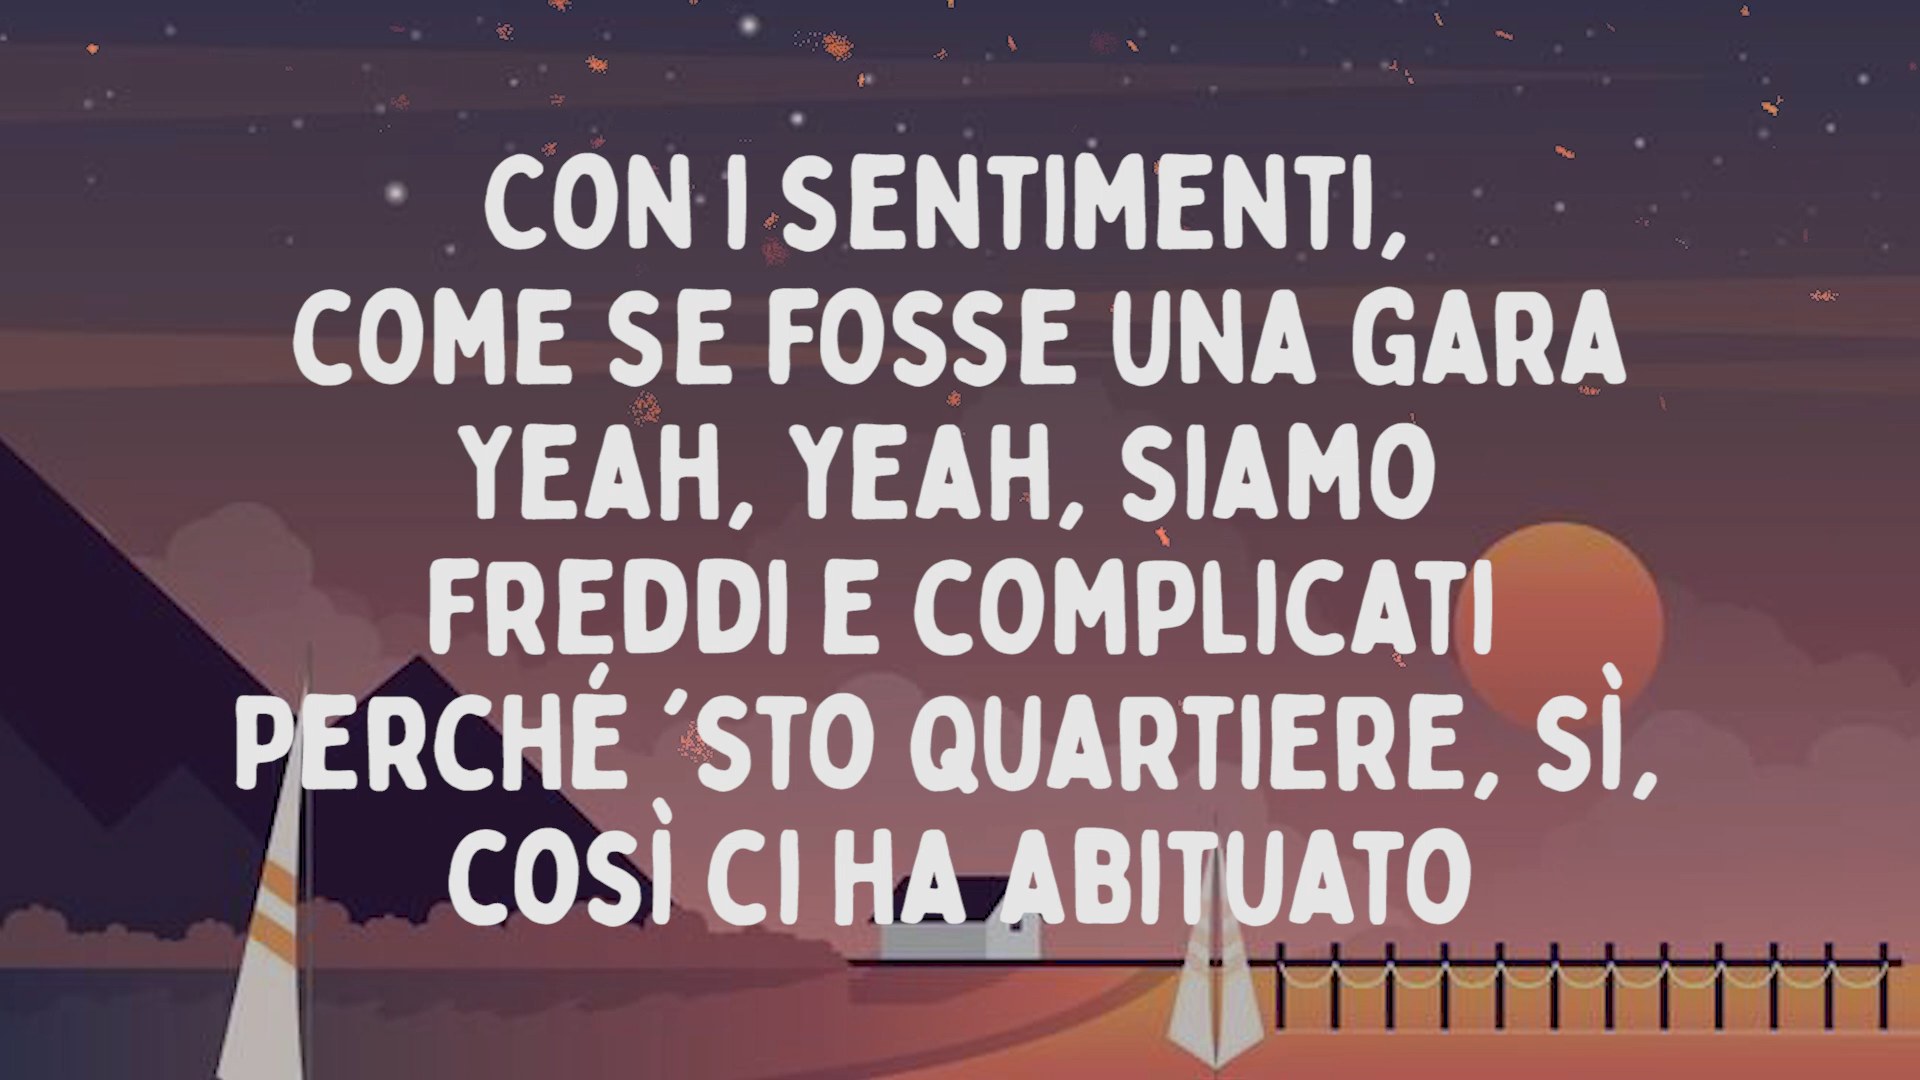 CON I SENTIMENTI,
COME SE FOSSE UNA GARA
YEAH, YEAH, SIAMO
FREDDI E COMPLICATI
PERCHÉ 'STO QUARTIERE, SÌ,
COSÌ CI HA ABITUATO